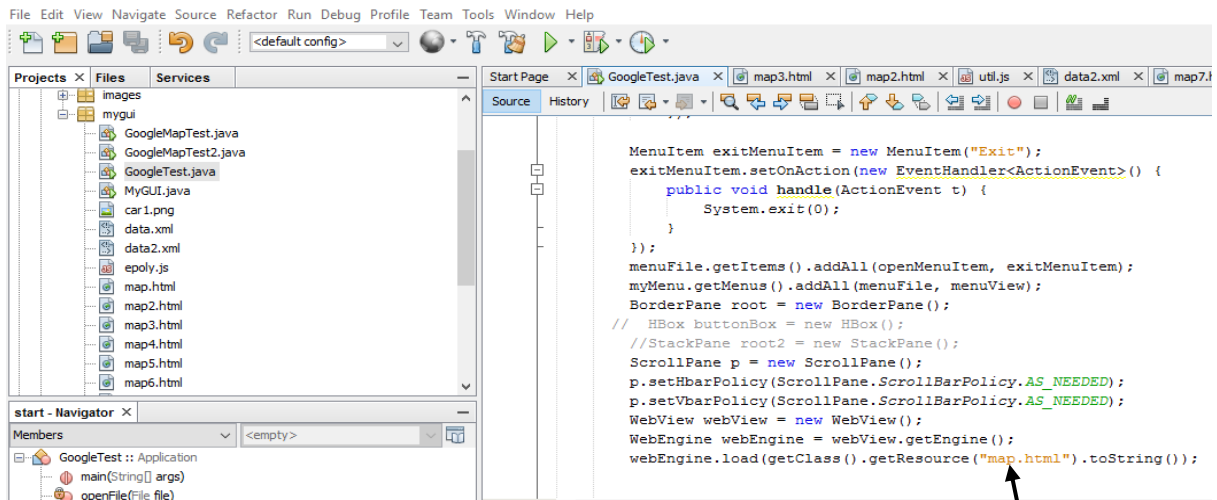 File Edit View Navigate Source Refactor Run Debug Profile Team Tools Window Help
<default config>
Projects Files Services
images
mygui
GoogleMapTest.java
GoogleMapTest2.java
GoogleTest.java
MyGUI.java
car1.png
data.xml
data2.xml
epoly.js
map.html
map2.html
map3.html
map4.html
map5.html
map6.html
start - Navigator
Members <empty>
GoogleTest :: Application
main(String[] args)
openFile(File file)
Start Page GoogleTest.java map3.html map2.html util.js data2.xml map7.h
Source History
});
MenuItem exitMenuItem = new MenuItem("Exit");
exitMenuItem.setOnAction(new EventHandler<ActionEvent>() {
public void handle(ActionEvent t) {
System.exit(0);
}
});
menuFile.getItems().addAll(openMenuItem, exitMenuItem);
myMenu.getMenus().addAll(menuFile, menuView);
BorderPane root = new BorderPane();
// HBox buttonBox = new HBox();
//StackPane root2 = new StackPane();
ScrollPane p = new ScrollPane();
p.setHbarPolicy(ScrollPane.ScrollBarPolicy.AS_NEEDED);
p.setVbarPolicy(ScrollPane.ScrollBarPolicy.AS_NEEDED);
WebView webView = new WebView();
WebEngine webEngine = webView.getEngine();
webEngine.load(getClass().getResource("map.html").toString());